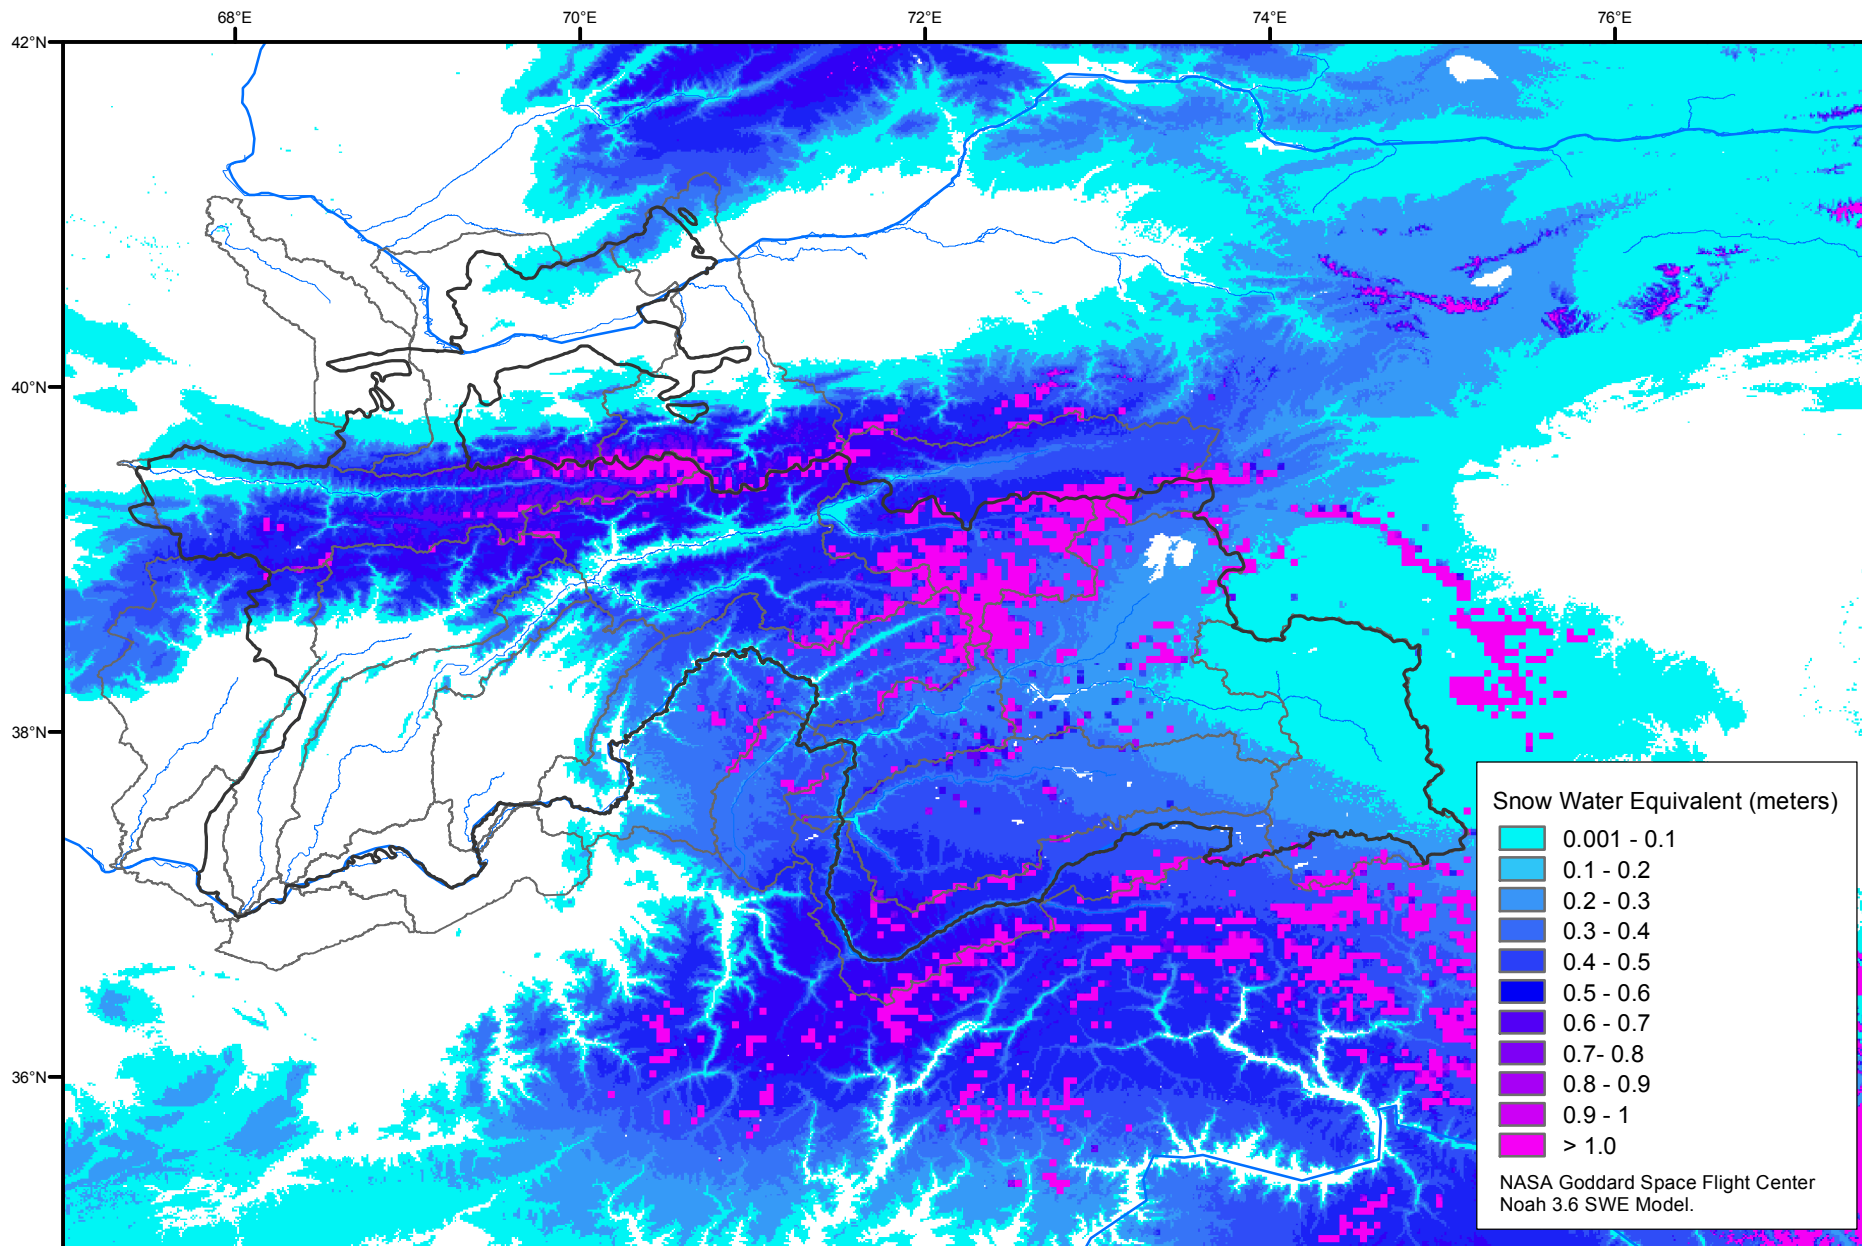 68°E 70°E 72°E 74°E 76°E
42°N
40°N
38°N
36°N
Snow Water Equivalent (meters)
0.001 - 0.1
0.1 - 0.2
0.2 - 0.3
0.3 - 0.4
0.4 - 0.5
0.5 - 0.6
0.6 - 0.7
0.7- 0.8
0.8 - 0.9
0.9 - 1
> 1.0
NASA Goddard Space Flight Center
Noah 3.6 SWE Model.